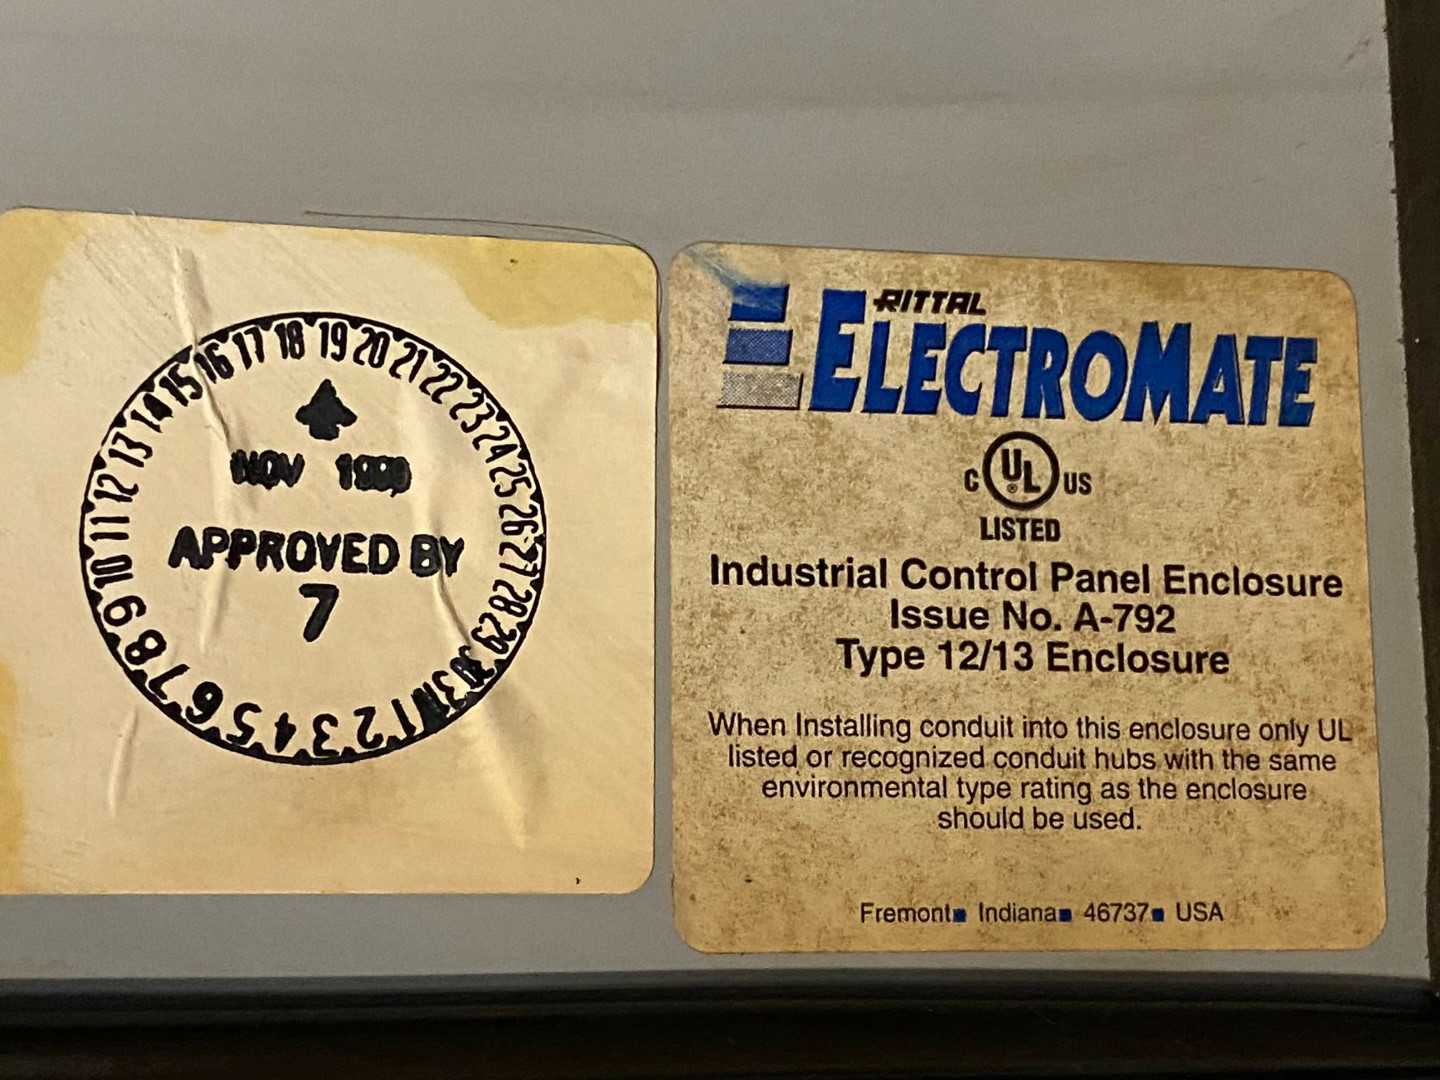 16 17 18 19 20 21 22 23 24 25 26 27 28 29 30 31 1 2 3 4 5 6 7 8 9 10 11 12 13 14 15
NOV
APPROVED BY
7
RITTAL
ELECTROMATE
C UL® US
LISTED
Industrial Control Panel Enclosure
Issue No. A-792
Type 12/13 Enclosure
When Installing conduit into this enclosure only UL
listed or recognized conduit hubs with the same
environmental type rating as the enclosure
should be used.
Fremont■ Indiana■ 46737■ USA